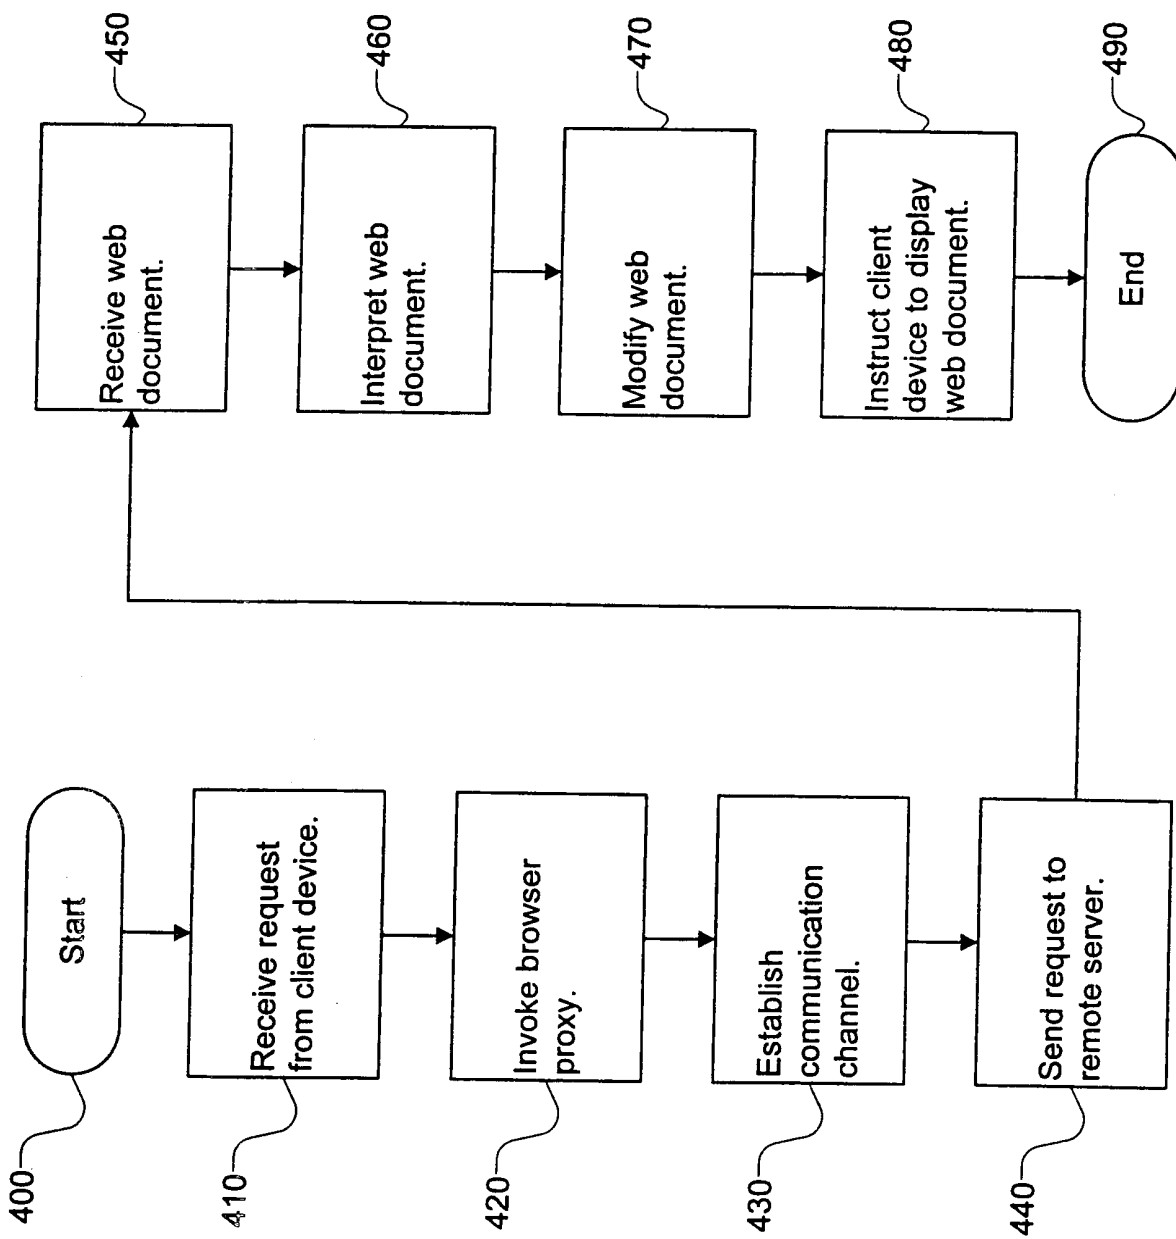 400
Start
410
Receive request
from client device.
420
Invoke browser
proxy.
430
Establish
communication
channel.
440
Send request to
remote server.
450
Receive web
document.
460
Interpret web
document.
470
Modify web
document.
480
Instruct client
device to display
web document.
490
End